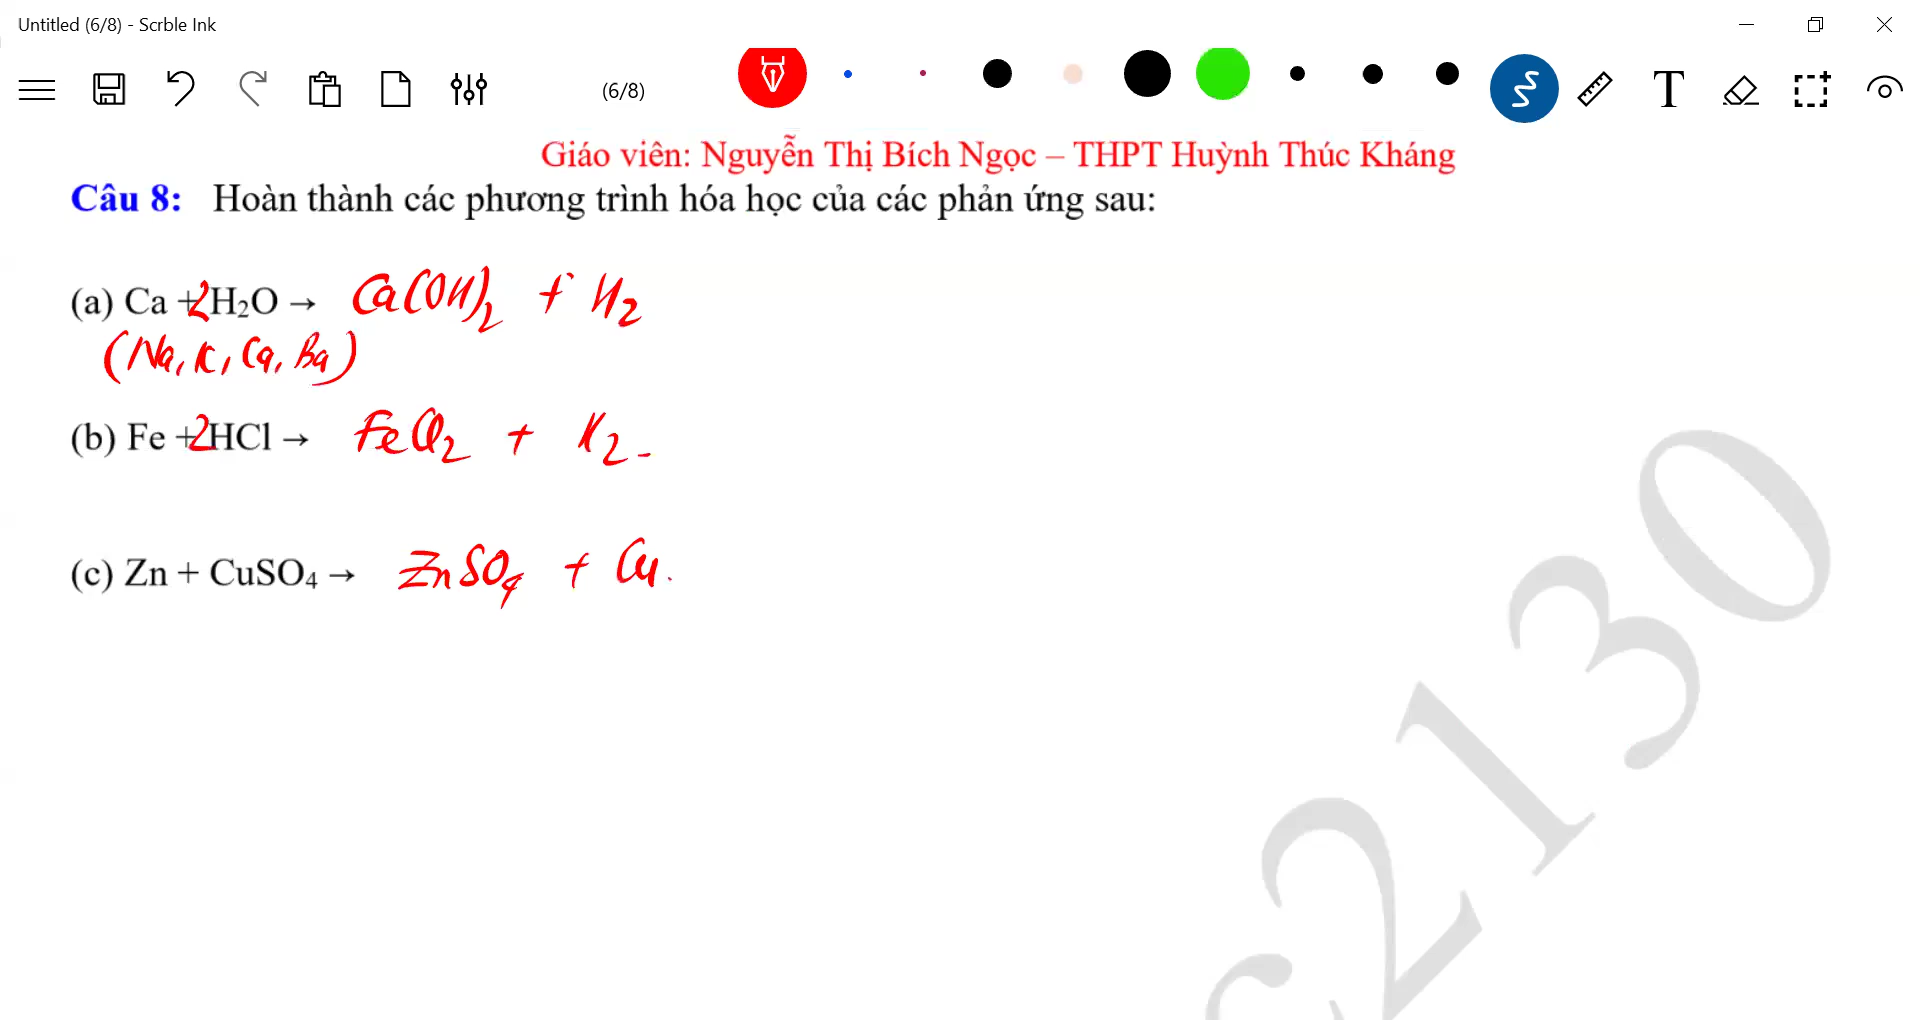 Untitled (6/8) - Scrble Ink
(6/8)
T
Giáo viên: Nguyễn Thị Bích Ngọc – THPT Huỳnh Thúc Kháng
Câu 8: Hoàn thành các phương trình hóa học của các phản ứng sau:
(a) Ca + 2H₂O → Ca(OH)₂ + H₂
(Na, K, Ca, Ba)
(b) Fe + 2HCl → FeCl₂ + H₂.
(c) Zn + CuSO₄ → ZnSO₄ + Cu.
2130